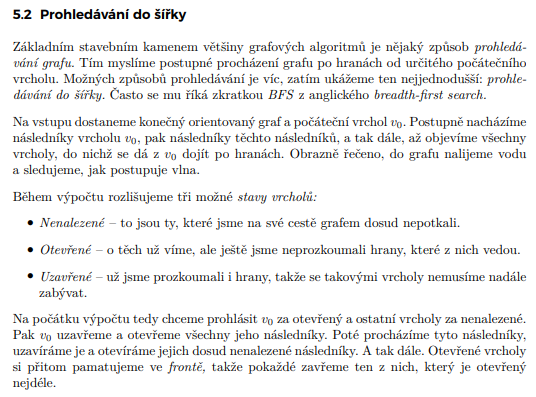 5.2 Prohledávání do šířky
Základním stavebním kamenem většiny grafových algoritmů je nějaký způsob prohledá-
vání grafu. Tím myslíme postupné procházení grafu po hranách od určitého počátečního
vrcholu. Možných způsobů prohledávání je víc, zatím ukážeme ten nejjednodušší: prohle-
dávání do šířky. Často se mu říká zkratkou BFS z anglického breadth-first search.
Na vstupu dostaneme konečný orientovaný graf a počáteční vrchol v₀. Postupně nacházíme
následníky vrcholu v₀, pak následníky těchto následníků, a tak dále, až objevíme všechny
vrcholy, do nichž se dá z v₀ dojít po hranách. Obrazně řečeno, do grafu nalijeme vodu
a sledujeme, jak postupuje vlna.
Během výpočtu rozlišujeme tři možné stavy vrcholů:
• Nenalezené – to jsou ty, které jsme na své cestě grafem dosud nepotkali.
• Otevřené – o těch už víme, ale ještě jsme neprozkoumali hrany, které z nich vedou.
• Uzavřené – už jsme prozkoumali i hrany, takže se takovými vrcholy nemusíme nadále
zabývat.
Na počátku výpočtu tedy chceme prohlásit v₀ za otevřený a ostatní vrcholy za nenalezené.
Pak v₀ uzavřeme a otevřeme všechny jeho následníky. Poté procházíme tyto následníky,
uzavíráme je a otevíráme jejich dosud nenalezené následníky. A tak dále. Otevřené vrcholy
si přitom pamatujeme ve frontě, takže pokaždé zavřeme ten z nich, který je otevřený
nejdéle.